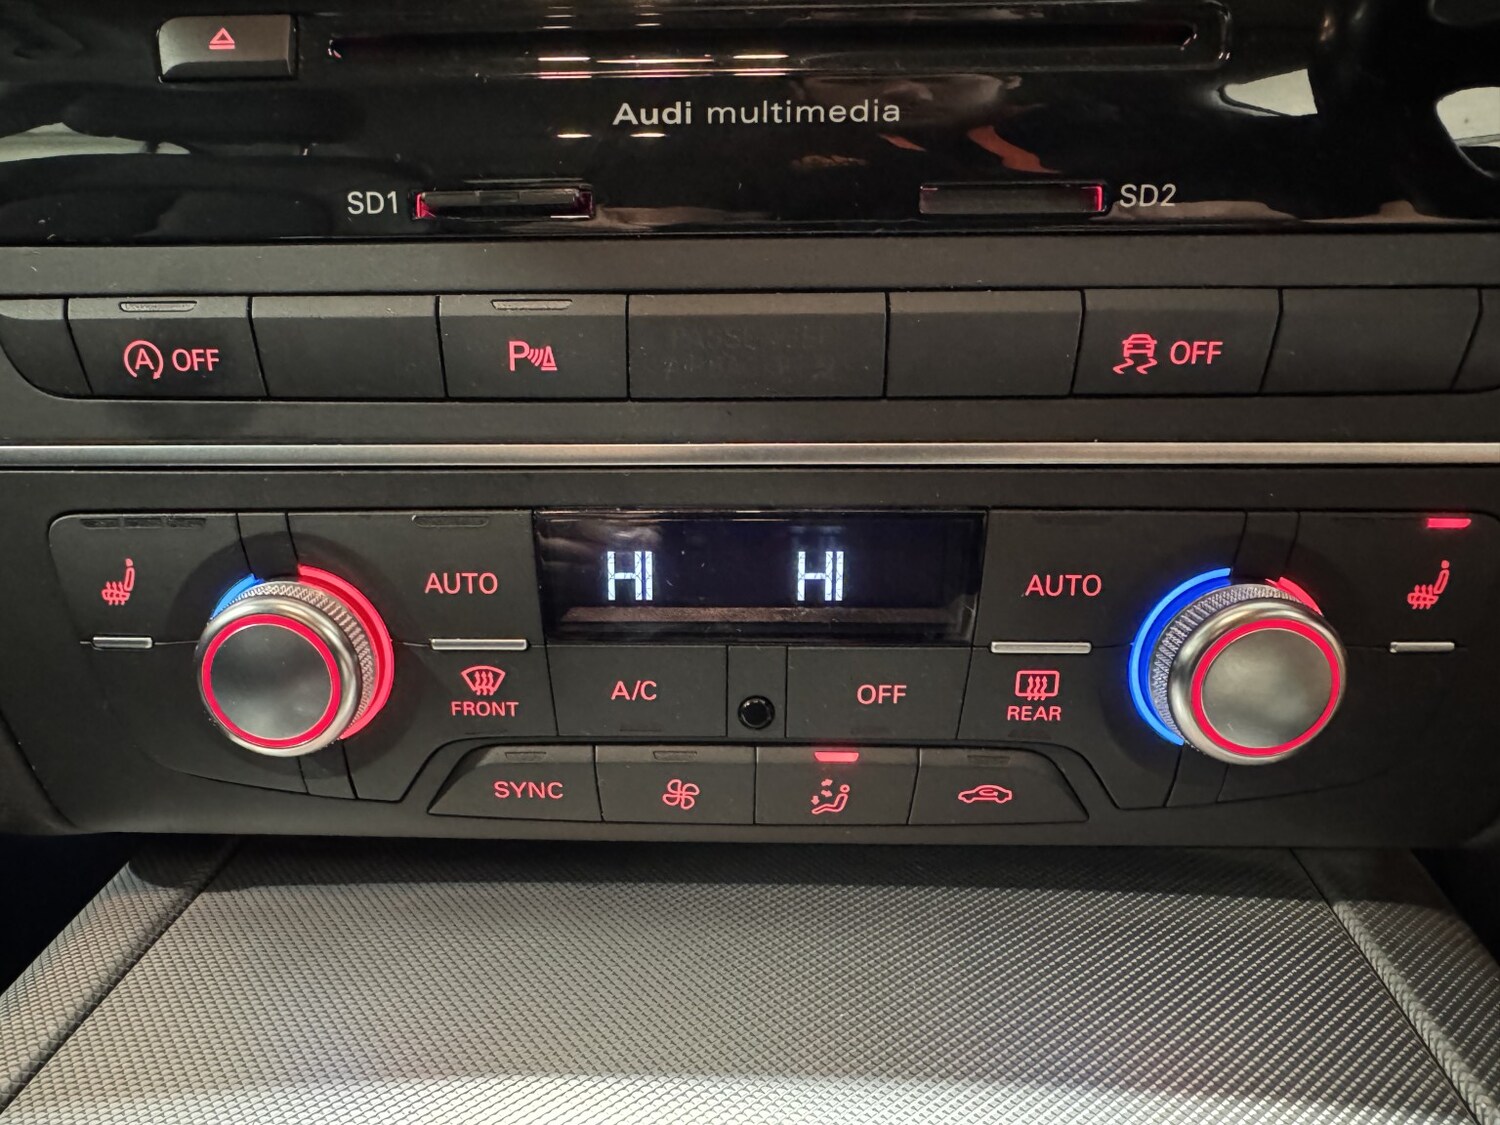 Audi multimedia
SD1
SD2
A OFF
P
OFF
HI HI
AUTO
AUTO
FRONT
A/C
OFF
REAR
SYNC